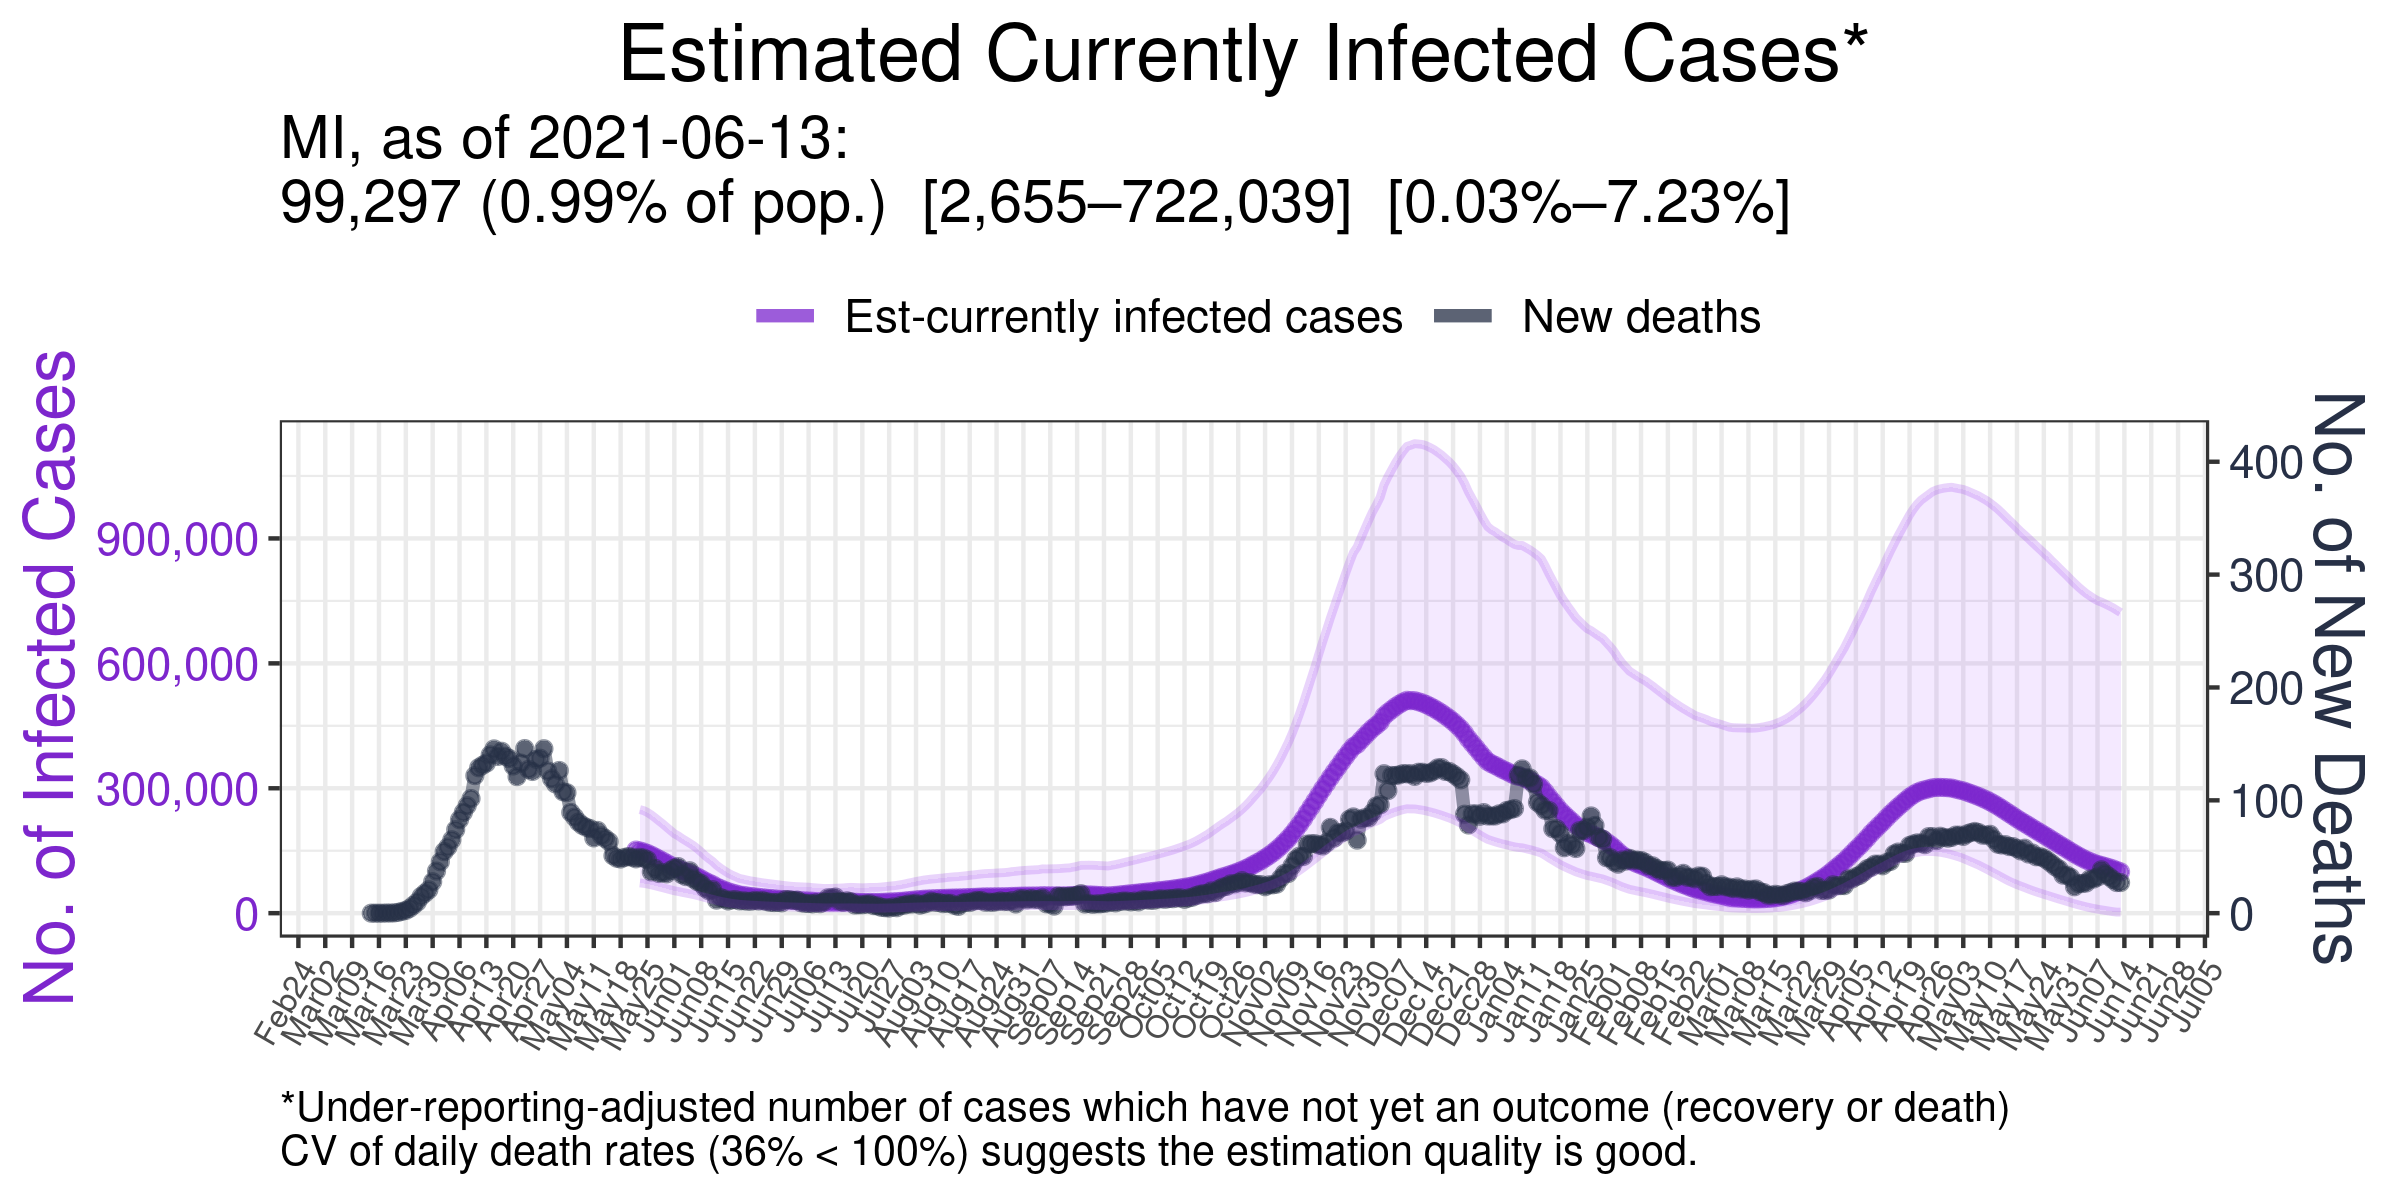 Estimated Currently Infected Cases*
MI, as of 2021-06-13:
99,297 (0.99% of pop.) [2,655–722,039] [0.03%–7.23%]
Est-currently infected cases
New deaths
No. of Infected Cases
900,000
600,000
300,000
0
No. of New Deaths
400
300
200
100
0
Feb24
Mar02
Mar09
Mar16
Mar23
Mar30
Apr06
Apr13
Apr20
Apr27
May04
May11
May18
May25
Jun01
Jun08
Jun15
Jun22
Jun29
Jul06
Jul13
Jul20
Jul27
Aug03
Aug10
Aug17
Aug24
Aug31
Sep07
Sep14
Sep21
Sep28
Oct05
Oct12
Oct19
Oct26
Nov02
Nov09
Nov16
Nov23
Nov30
Dec07
Dec14
Dec21
Dec28
Jan04
Jan11
Jan18
Jan25
Feb01
Feb08
Feb15
Feb22
Mar01
Mar08
Mar15
Mar22
Mar29
Apr05
Apr12
Apr19
Apr26
May03
May10
May17
May24
May31
Jun07
Jun14
Jun21
Jun28
Jul05
*Under-reporting-adjusted number of cases which have not yet an outcome (recovery or death)
CV of daily death rates (36% < 100%) suggests the estimation quality is good.